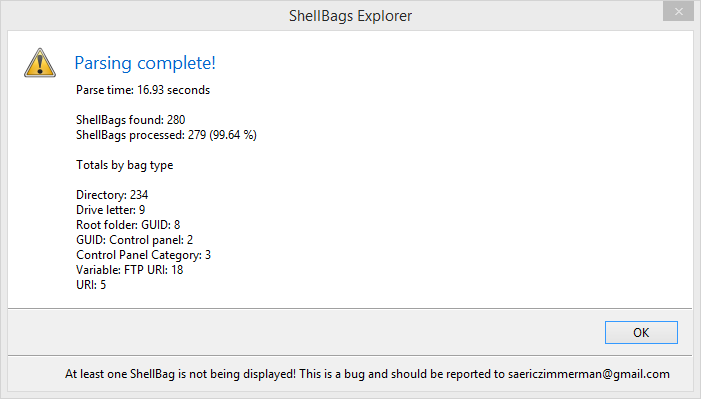 ShellBags Explorer
Parsing complete!
Parse time: 16.93 seconds
ShellBags found: 280
ShellBags processed: 279 (99.64 %)
Totals by bag type
Directory: 234
Drive letter: 9
Root folder: GUID: 8
GUID: Control panel: 2
Control Panel Category: 3
Variable: FTP URI: 18
URI: 5
OK
At least one ShellBag is not being displayed! This is a bug and should be reported to saericzimmerman@gmail.com